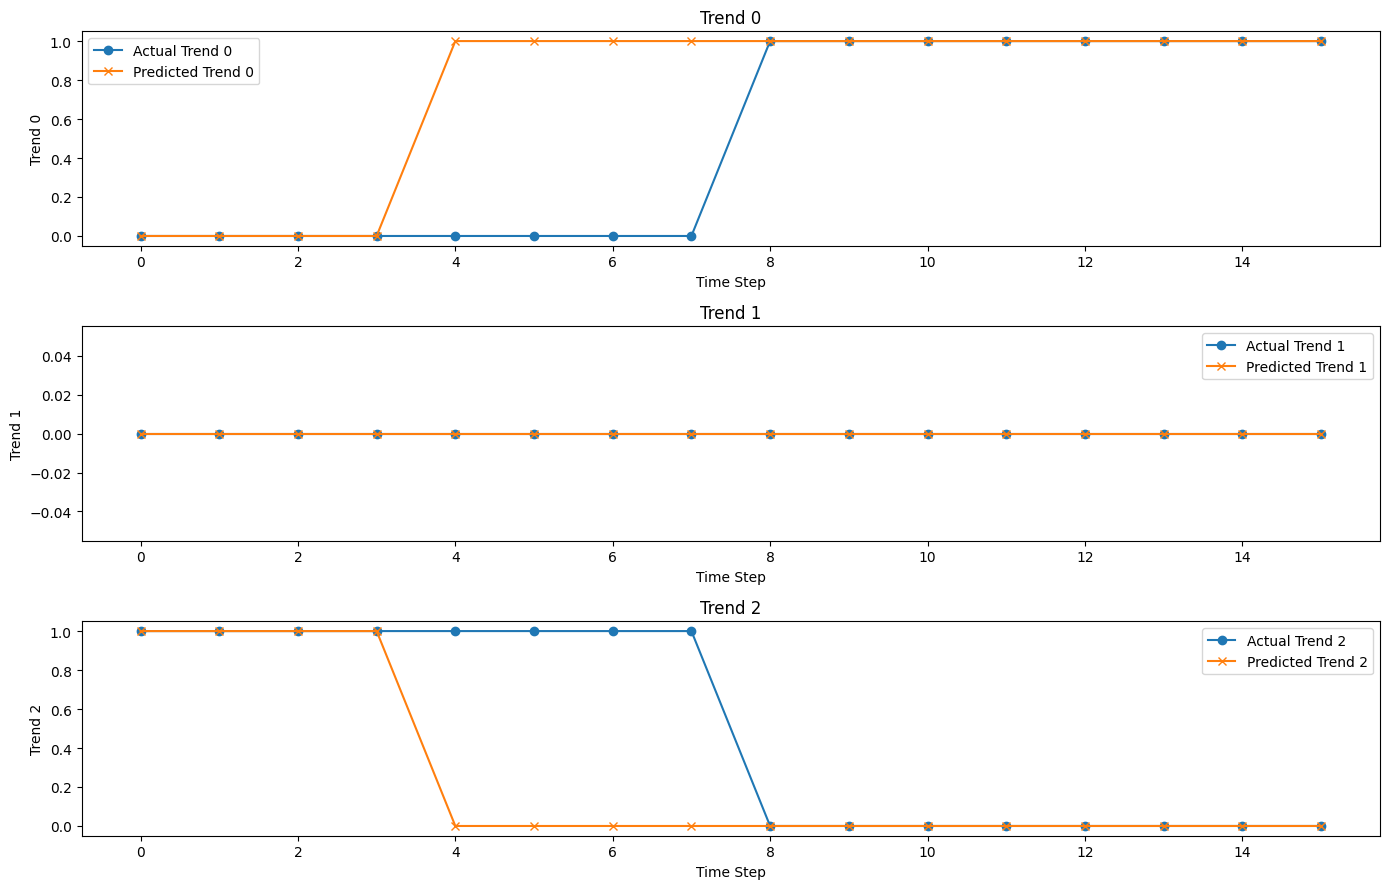 Trend 0
Actual Trend 0
Predicted Trend 0
Trend 0
1.0
0.8
0.6
0.4
0.2
0.0
0 2 4 6 8 10 12 14
Time Step
Trend 1
Actual Trend 1
Predicted Trend 1
Trend 1
0.04
0.02
0.00
−0.02
−0.04
0 2 4 6 8 10 12 14
Time Step
Trend 2
Actual Trend 2
Predicted Trend 2
Trend 2
1.0
0.8
0.6
0.4
0.2
0.0
0 2 4 6 8 10 12 14
Time Step